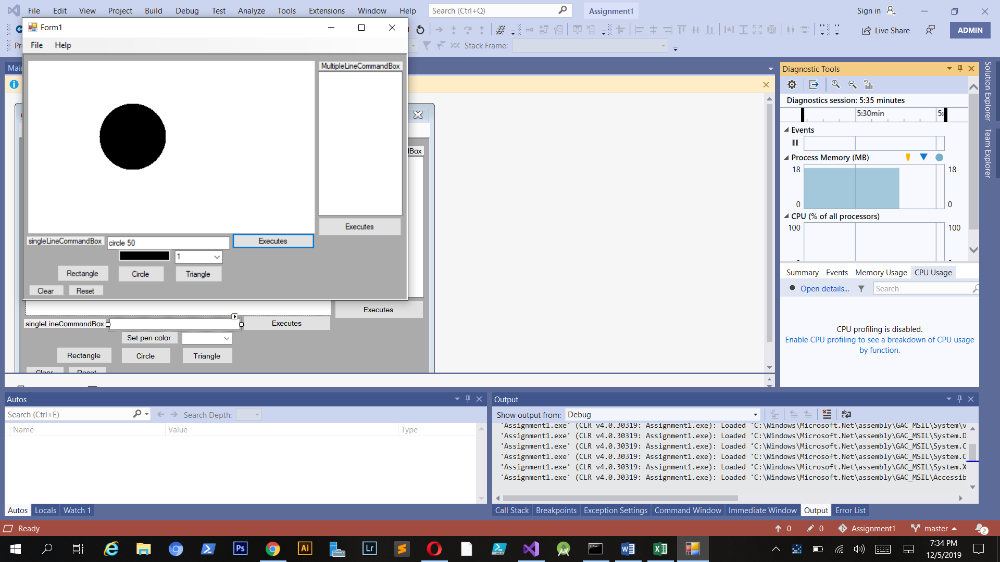 File Edit View Project Build Debug Test Analyze Tools Extensions Window Help Search (Ctrl+Q) Assignment1 Sign in
Form1
Live Share ADMIN
File Help
Stack Frame:
MultipleLineCommandBox
Executes
singleLineCommandBox circle 50 Executes
1
Rectangle Circle Triangle
Clear Reset
Executes
singleLineCommandBox Executes
Set pen color
Rectangle Circle Triangle
Clear Reset
Diagnostic Tools
Diagnostics session: 5:35 minutes
5:30min
Events
Process Memory (MB)
18 18
0 0
CPU (% of all processors)
100 100
Summary Events Memory Usage CPU Usage
Open details... Search
CPU profiling is disabled.
Enable CPU profiling to see a breakdown of CPU usage
by function.
Solution Explorer
Team Explorer
Autos
Search (Ctrl+E) Search Depth:
Name Value Type
Autos Locals Watch 1
Output
Show output from: Debug
'Assignment1.exe' (CLR v4.0.30319: Assignment1.exe): Loaded 'C:\Windows\Microsoft.Net\assembly\GAC_MSIL\System\v
'Assignment1.exe' (CLR v4.0.30319: Assignment1.exe): Loaded 'C:\Windows\Microsoft.Net\assembly\GAC_MSIL\System.D
'Assignment1.exe' (CLR v4.0.30319: Assignment1.exe): Loaded 'C:\Windows\Microsoft.Net\assembly\GAC_MSIL\System.C
'Assignment1.exe' (CLR v4.0.30319: Assignment1.exe): Loaded 'C:\Windows\Microsoft.Net\assembly\GAC_MSIL\System.C
'Assignment1.exe' (CLR v4.0.30319: Assignment1.exe): Loaded 'C:\Windows\Microsoft.Net\assembly\GAC_MSIL\System.X
'Assignment1.exe' (CLR v4.0.30319: Assignment1.exe): Loaded 'C:\Windows\Microsoft.Net\assembly\GAC_MSIL\Accessib
Call Stack Breakpoints Exception Settings Command Window Immediate Window Output Error List
Ready 0 0 Assignment1 master 2
Ps Ai Lr
7:34 PM
12/5/2019